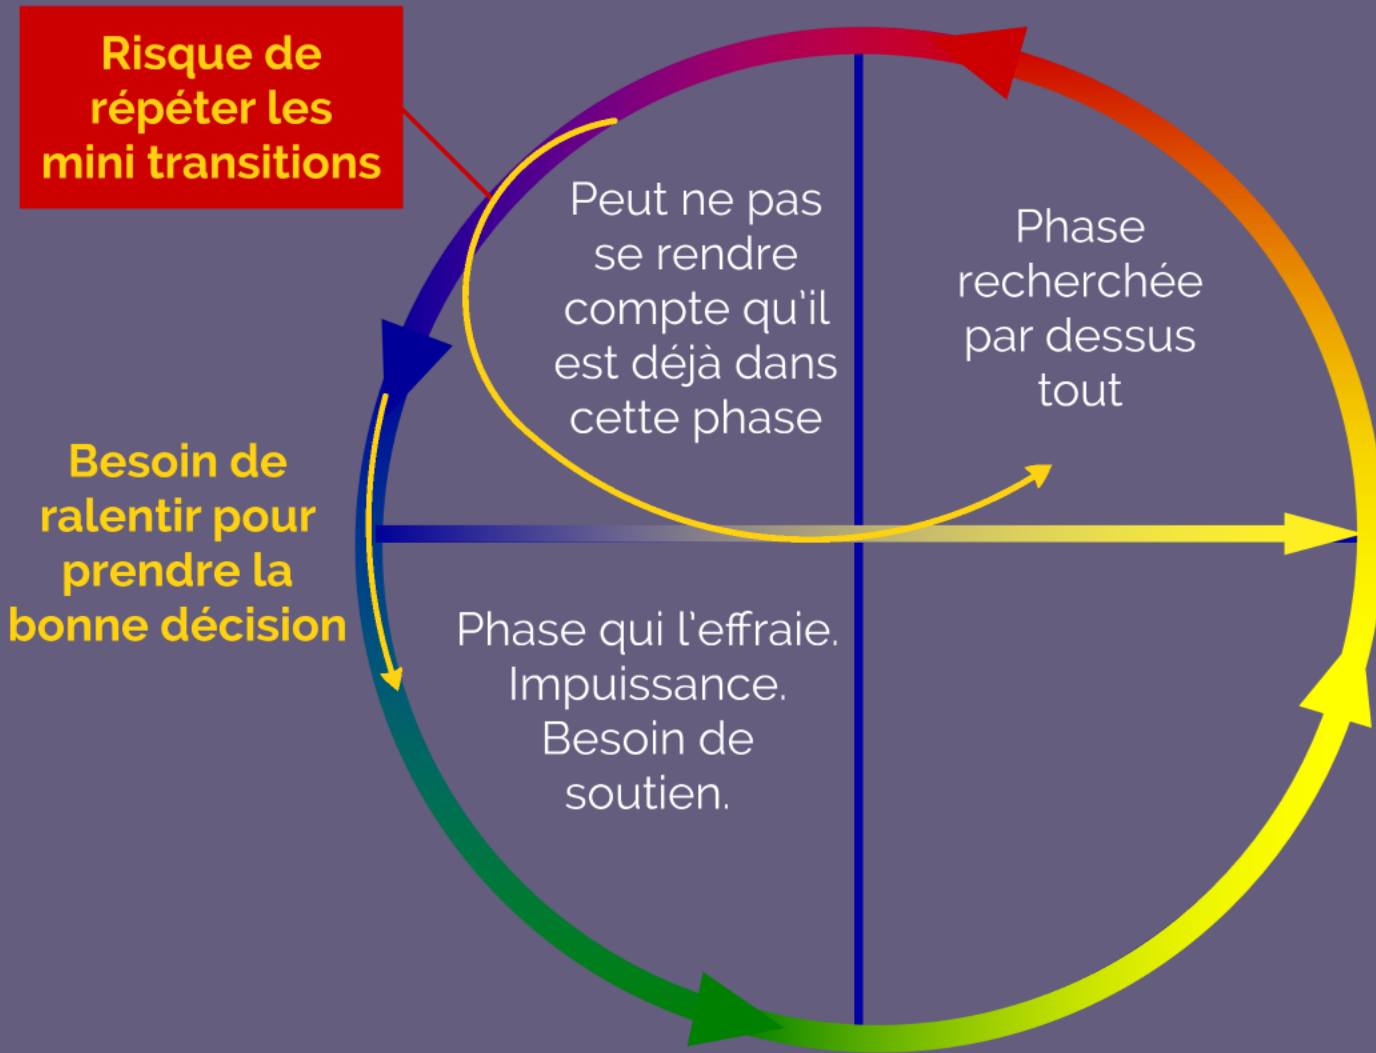 Risque de
répéter les
mini transitions
Peut ne pas
se rendre
compte qu'il
est déjà dans
cette phase
Phase
recherchée
par dessus
tout
Besoin de
ralentir pour
prendre la
bonne décision
Phase qui l'effraie.
Impuissance.
Besoin de
soutien.